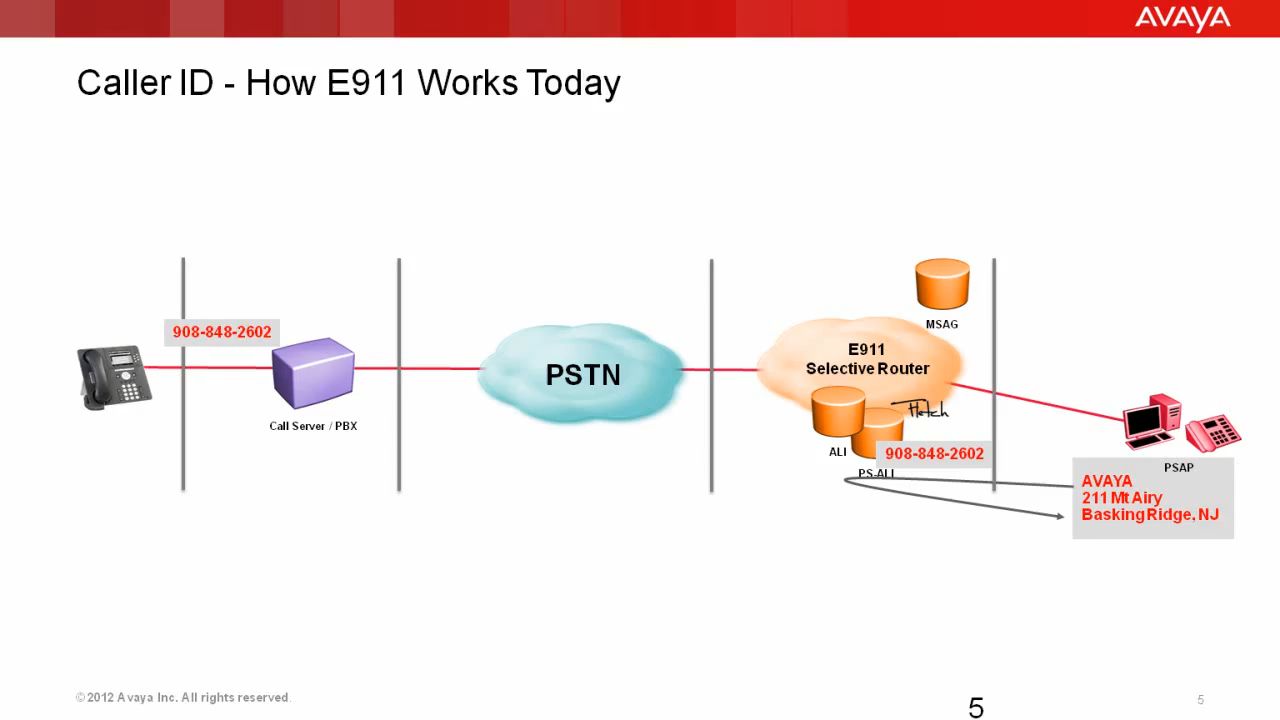 AVAYA
Caller ID - How E911 Works Today
MSAG
908-848-2602
E911
Selective Router
PSTN
Fletch
Call Server / PBX
ALI
908-848-2602
PS-ALI
PSAP
AVAYA
211 Mt Airy
Basking Ridge, NJ
© 2012 Avaya Inc. All rights reserved.
5
5